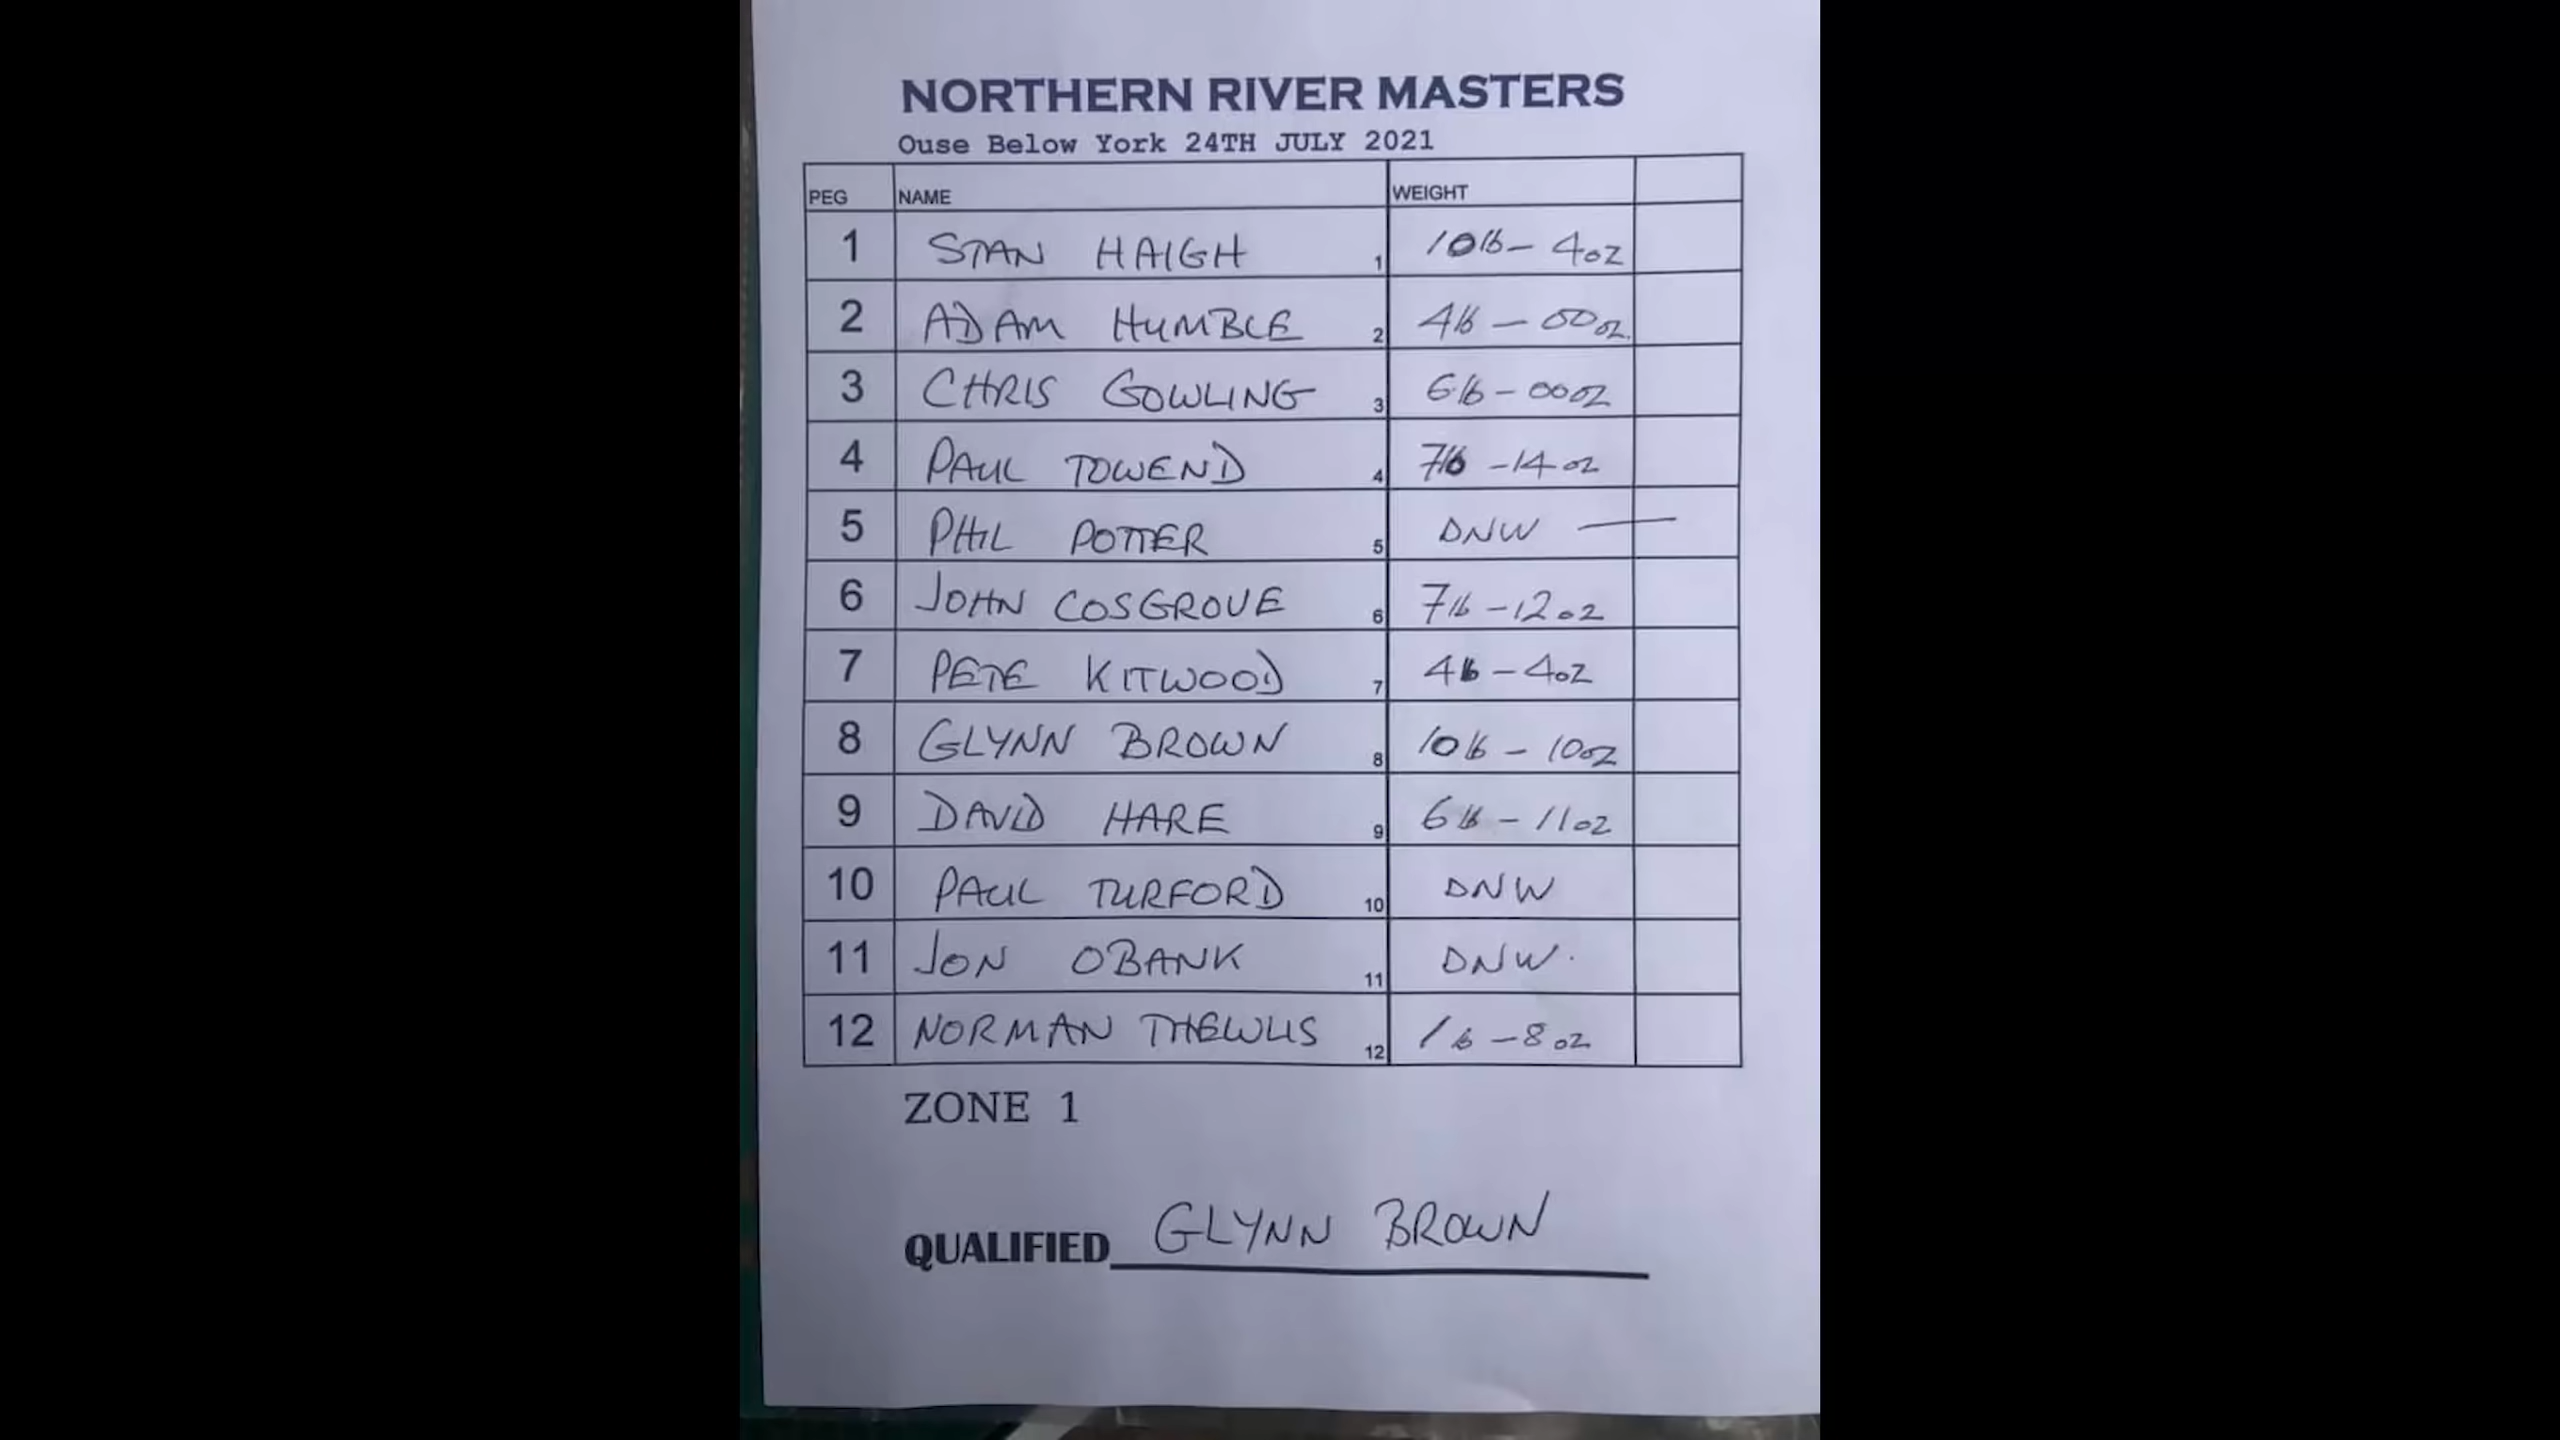 NORTHERN RIVER MASTERS
Ouse Below York 24TH JULY 2021
PEG NAME WEIGHT
1 STAN HAIGH 1 10lb - 4oz
2 ADAM HUMBLE 2 4lb - 00oz.
3 CHRIS GOWLING 3 6lb - 00oz
4 PAUL TOWEND 4 7lb - 14oz
5 PHIL POTTER 5 DNW —
6 JOHN COSGROVE 6 7lb - 12oz
7 PETE KITWOOD 7 4lb - 4oz
8 GLYNN BROWN 8 10lb - 10oz
9 DAVID HARE 9 6lb - 11oz
10 PAUL TURFORD 10 DNW
11 JON OBANK 11 DNW.
12 NORMAN THEWLIS 12 1lb - 8oz
ZONE 1
QUALIFIED GLYNN BROWN